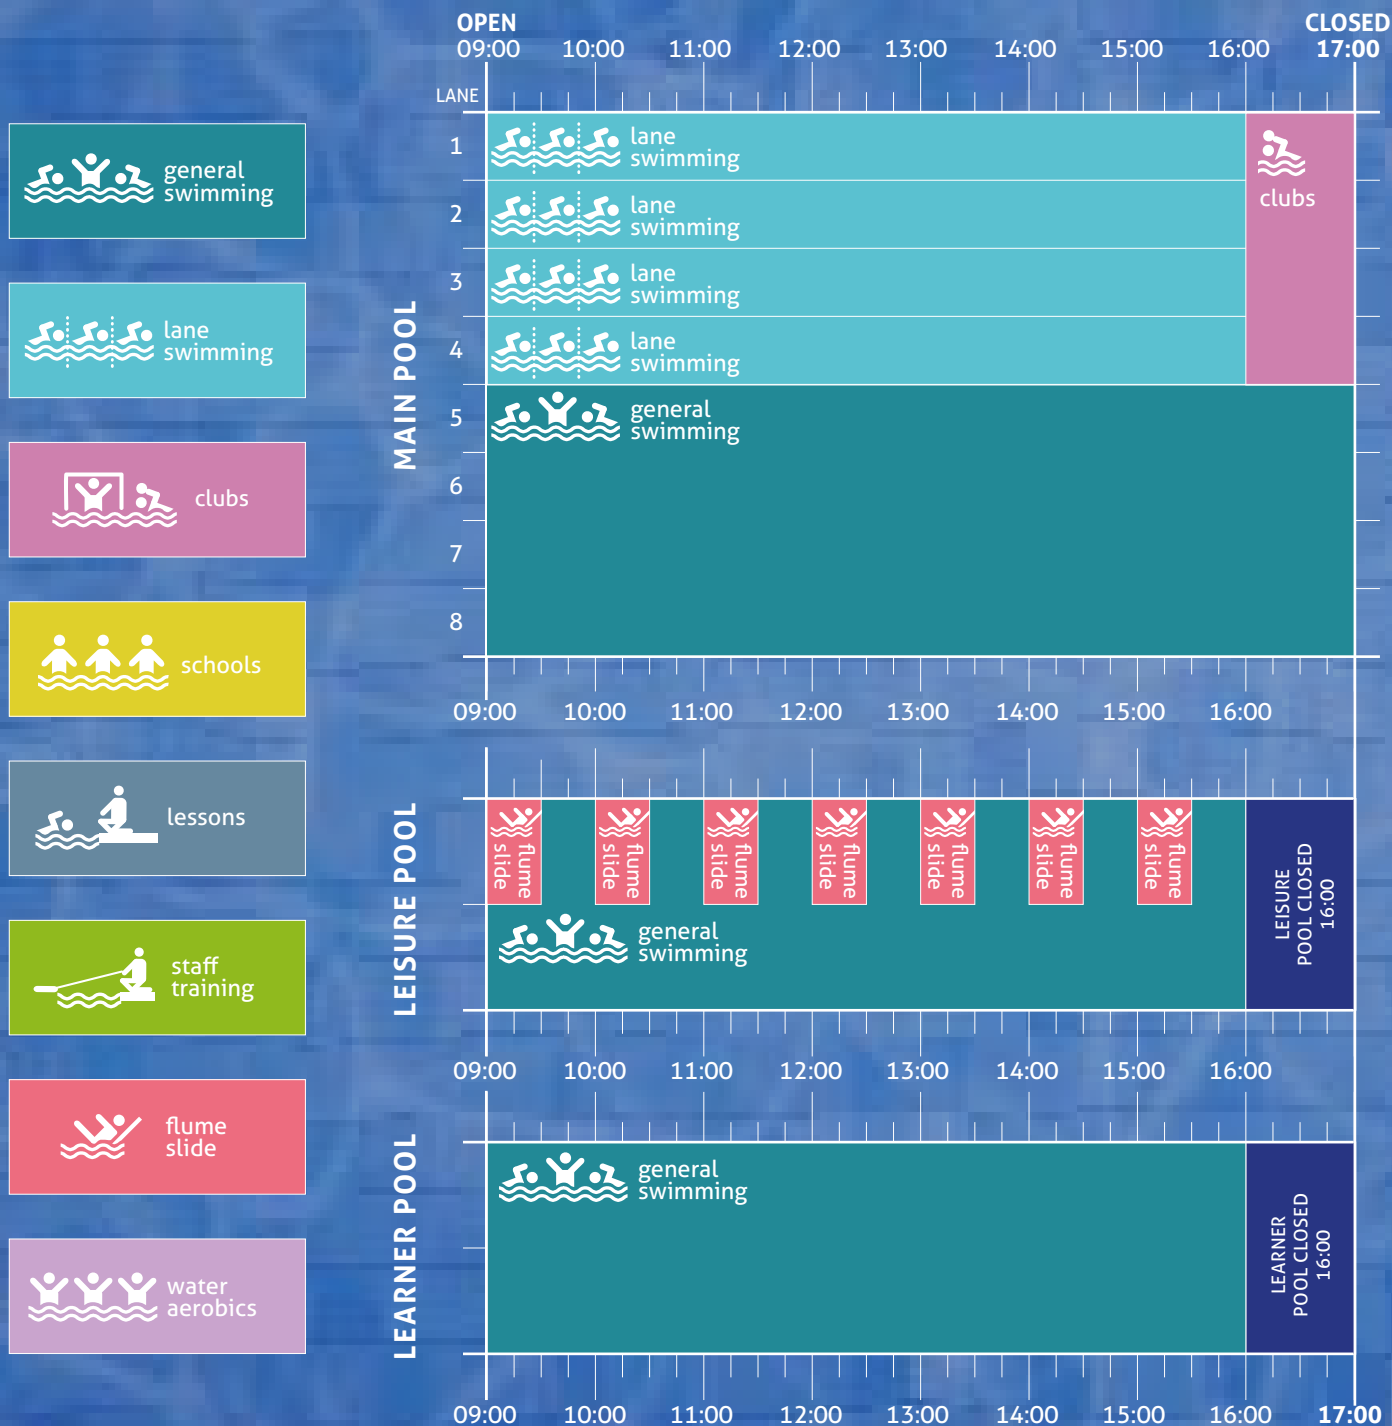 OPEN
CLOSED
09:00 10:00 11:00 12:00 13:00 14:00 15:00 16:00 17:00
LANE
general
swimming
lane
swimming
clubs
schools
lessons
staff
training
flume
slide
water
aerobics
MAIN POOL
1
lane
swimming
2
lane
swimming
3
lane
swimming
4
lane
swimming
clubs
5
general
swimming
6
7
8
09:00 10:00 11:00 12:00 13:00 14:00 15:00 16:00
LEISURE POOL
flume
slide
flume
slide
flume
slide
flume
slide
flume
slide
flume
slide
flume
slide
general
swimming
LEISURE
POOL CLOSED
16:00
09:00 10:00 11:00 12:00 13:00 14:00 15:00 16:00
LEARNER POOL
general
swimming
LEARNER
POOL CLOSED
16:00
09:00 10:00 11:00 12:00 13:00 14:00 15:00 16:00 17:00